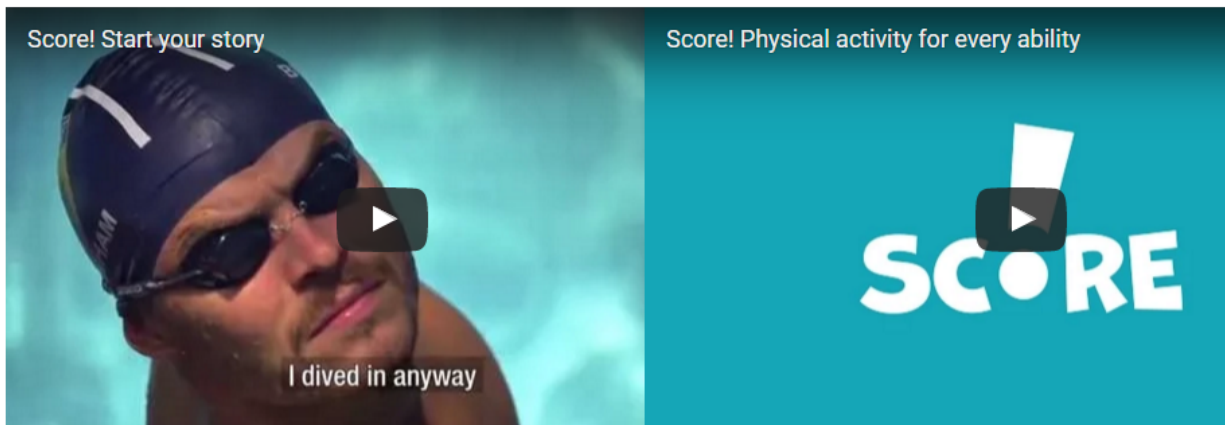 Score! Start your story
Score! Physical activity for every ability
SCORE
I dived in anyway